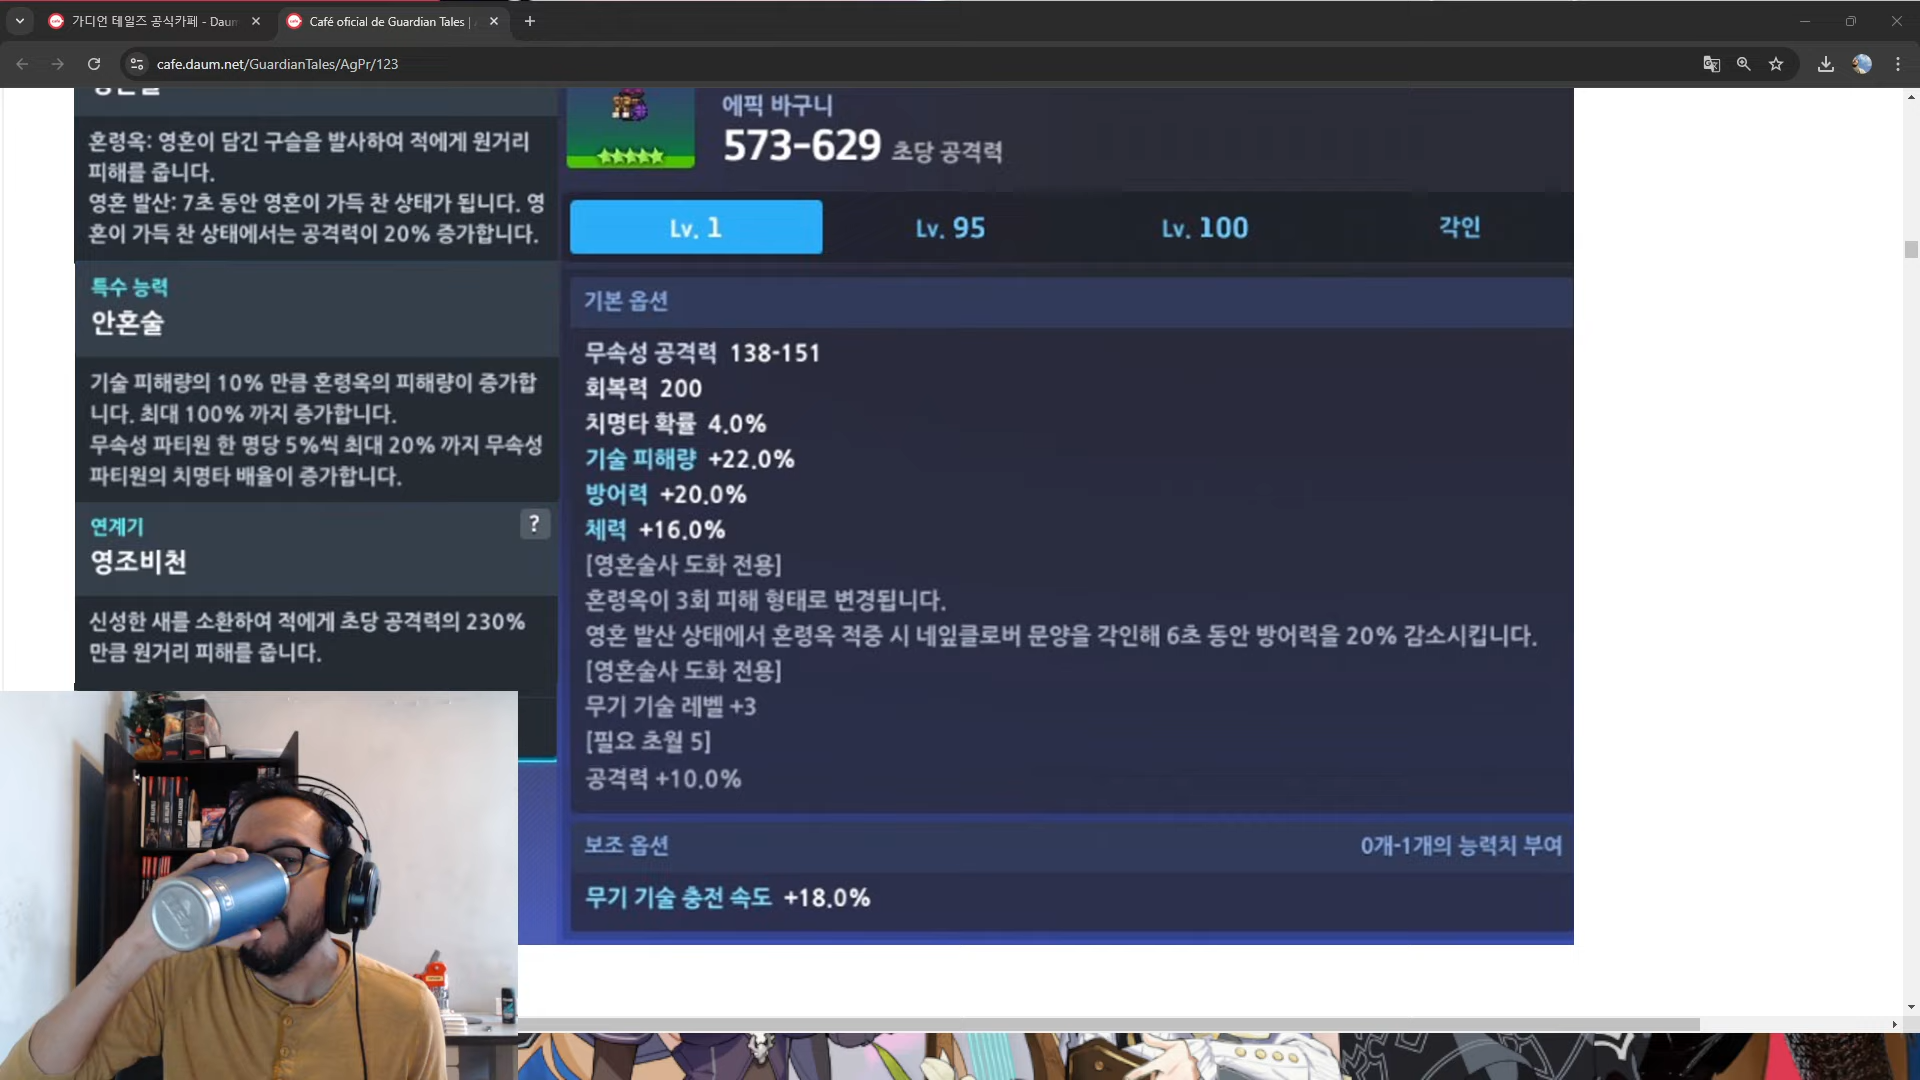 가디언 테일즈 공식카페 - Daum
Café oficial de Guardian Tales |
cafe.daum.net/GuardianTales/AgPr/123
혼령옥: 영혼이 담긴 구슬을 발사하여 적에게 원거리
피해를 줍니다.
영혼 발산: 7초 동안 영혼이 가득 찬 상태가 됩니다. 영
혼이 가득 찬 상태에서는 공격력이 20% 증가합니다.
특수 능력
안혼술
기술 피해량의 10% 만큼 혼령옥의 피해량이 증가합
니다. 최대 100% 까지 증가합니다.
무속성 파티원 한 명당 5%씩 최대 20% 까지 무속성
파티원의 치명타 배율이 증가합니다.
연계기
?
영조비천
신성한 새를 소환하여 적에게 초당 공격력의 230%
만큼 원거리 피해를 줍니다.
에픽 바구니
573-629 초당 공격력
Lv. 1
Lv. 95
Lv. 100
각인
기본 옵션
무속성 공격력 138-151
회복력 200
치명타 확률 4.0%
기술 피해량 +22.0%
방어력 +20.0%
체력 +16.0%
[영혼술사 도화 전용]
혼령옥이 3회 피해 형태로 변경됩니다.
영혼 발산 상태에서 혼령옥 적중 시 네잎클로버 문양을 각인해 6초 동안 방어력을 20% 감소시킵니다.
[영혼술사 도화 전용]
무기 기술 레벨 +3
[필요 초월 5]
공격력 +10.0%
보조 옵션
0개-1개의 능력치 부여
무기 기술 충전 속도 +18.0%